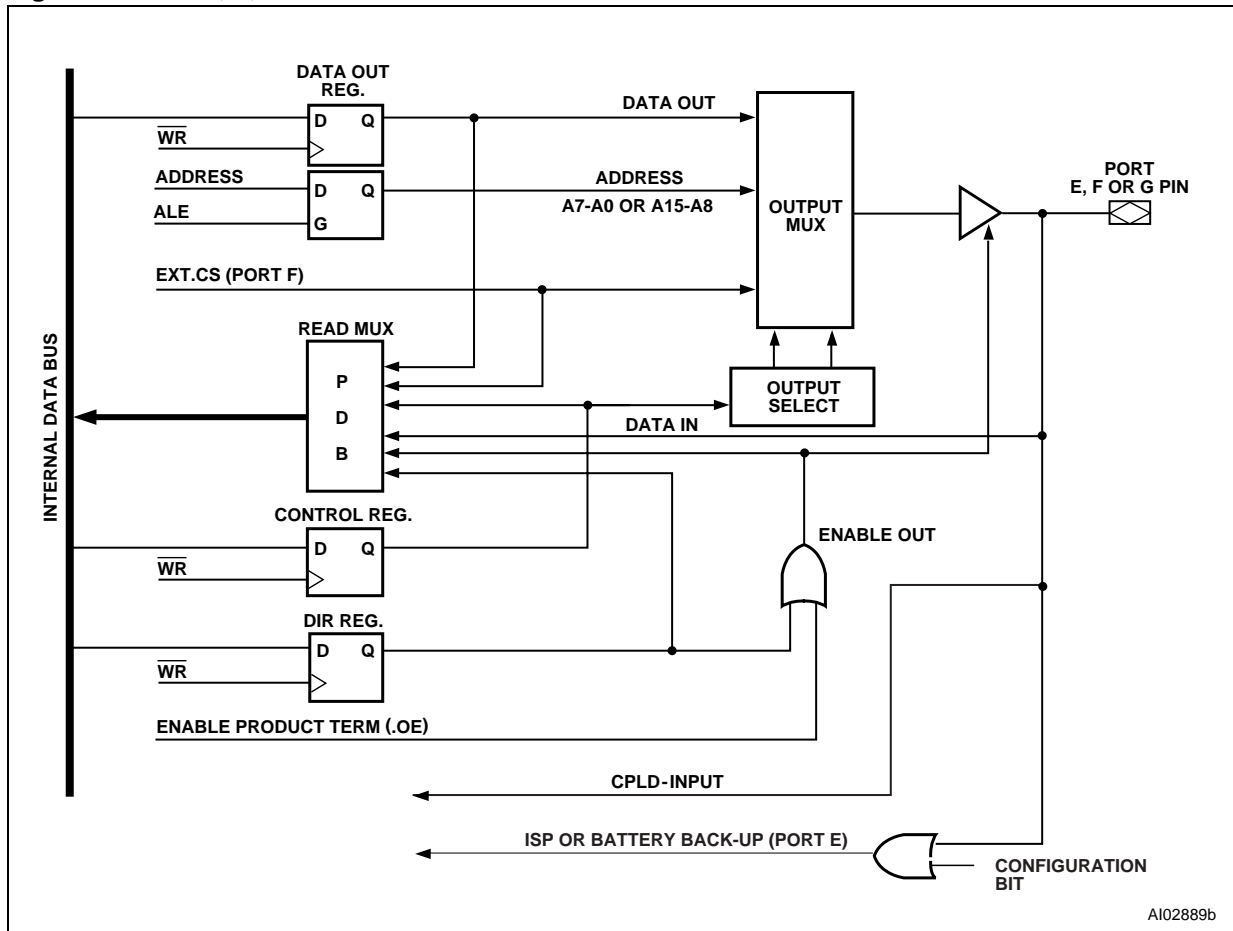 DATA OUT
REG.
D Q
WR
DATA OUT
ADDRESS
ALE
D Q
G
ADDRESS
A7-A0 OR A15-A8
OUTPUT
MUX
PORT
E, F OR G PIN
EXT.CS (PORT F)
READ MUX
P
D
B
OUTPUT
SELECT
DATA IN
INTERNAL DATA BUS
CONTROL REG.
D Q
WR
ENABLE OUT
DIR REG.
D Q
WR
ENABLE PRODUCT TERM (.OE)
CPLD-INPUT
ISP OR BATTERY BACK-UP (PORT E)
CONFIGURATION
BIT
AI02889b